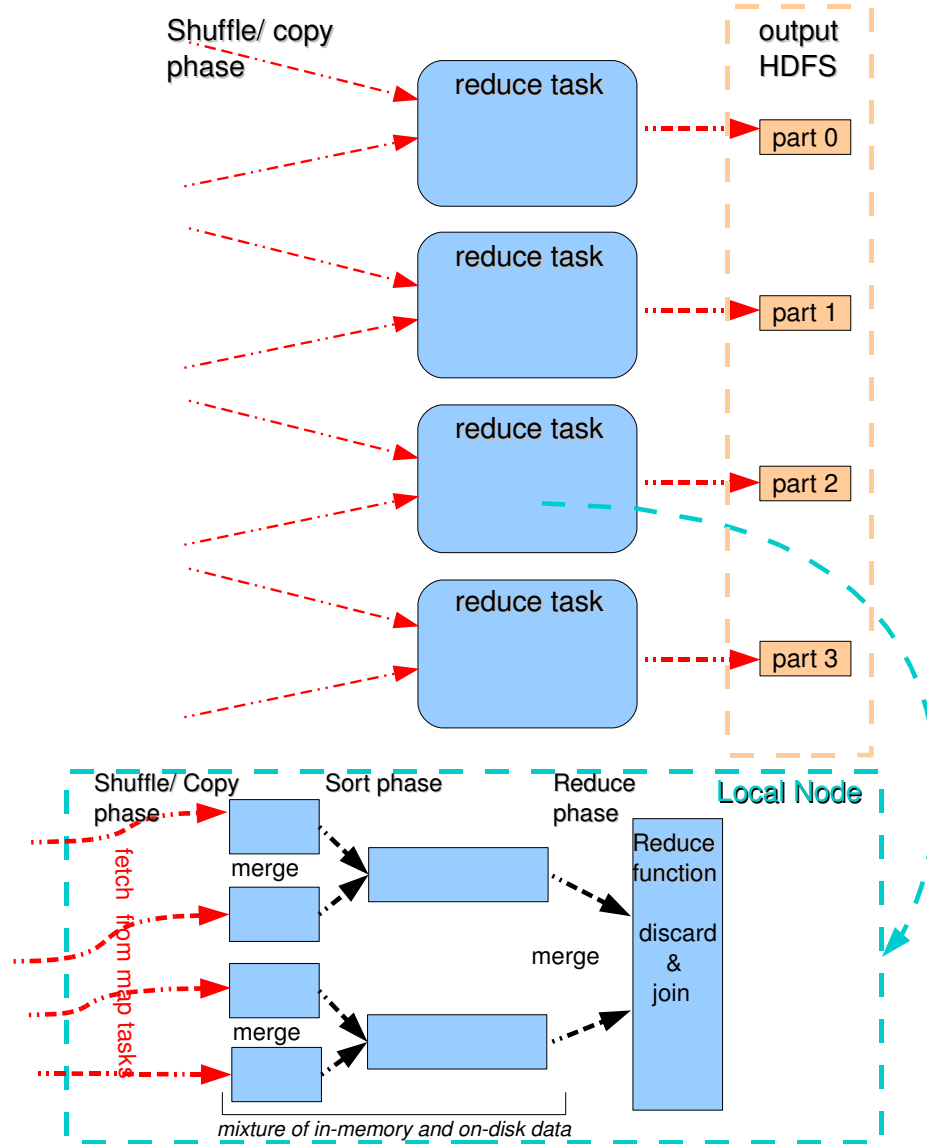 Shuffle/ copy
phase
output
HDFS
reduce task
part 0
reduce task
part 1
reduce task
part 2
reduce task
part 3
Shuffle/ Copy
phase
Sort phase
Reduce
phase
Local Node
fetch from map tasks
merge
merge
merge
Reduce
function
discard
&
join
mixture of in-memory and on-disk data